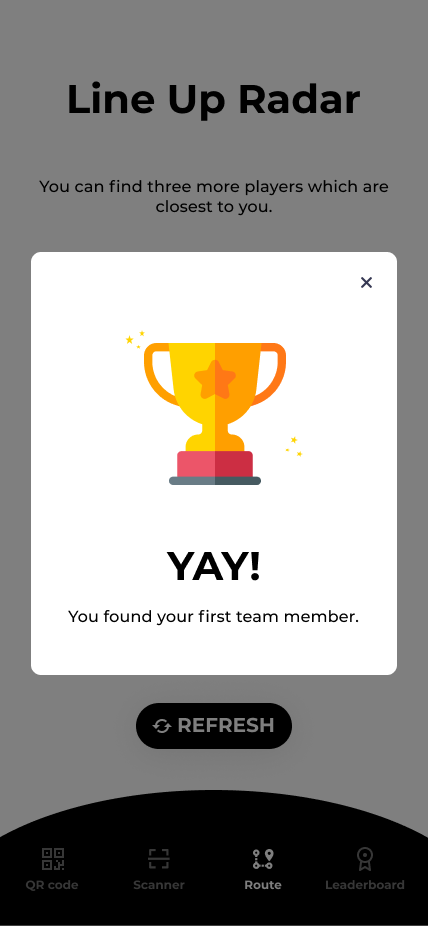 Line Up Radar
You can find three more players which are
closest to you.
YAY!
You found your first team member.
REFRESH
QR code
Scanner
Route
Leaderboard